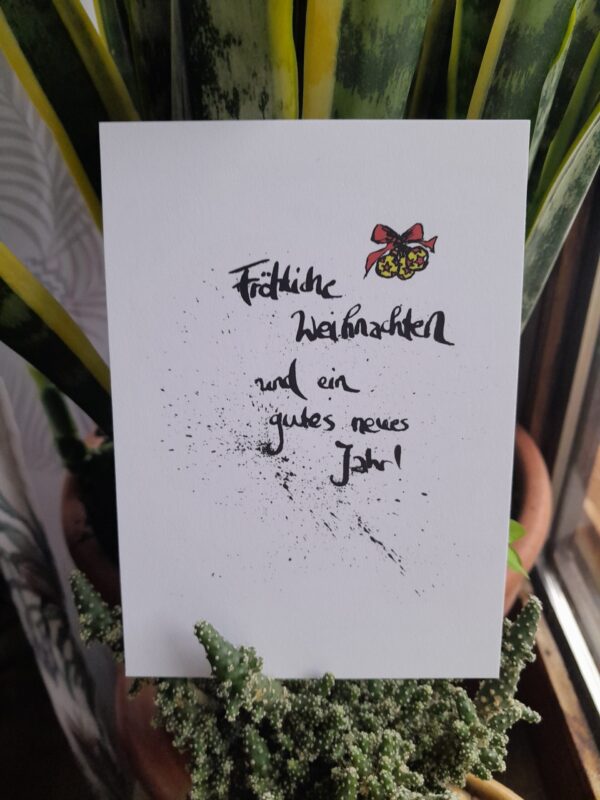 Fröhliche
Weihnachten
und ein
gutes neues
Jahr!